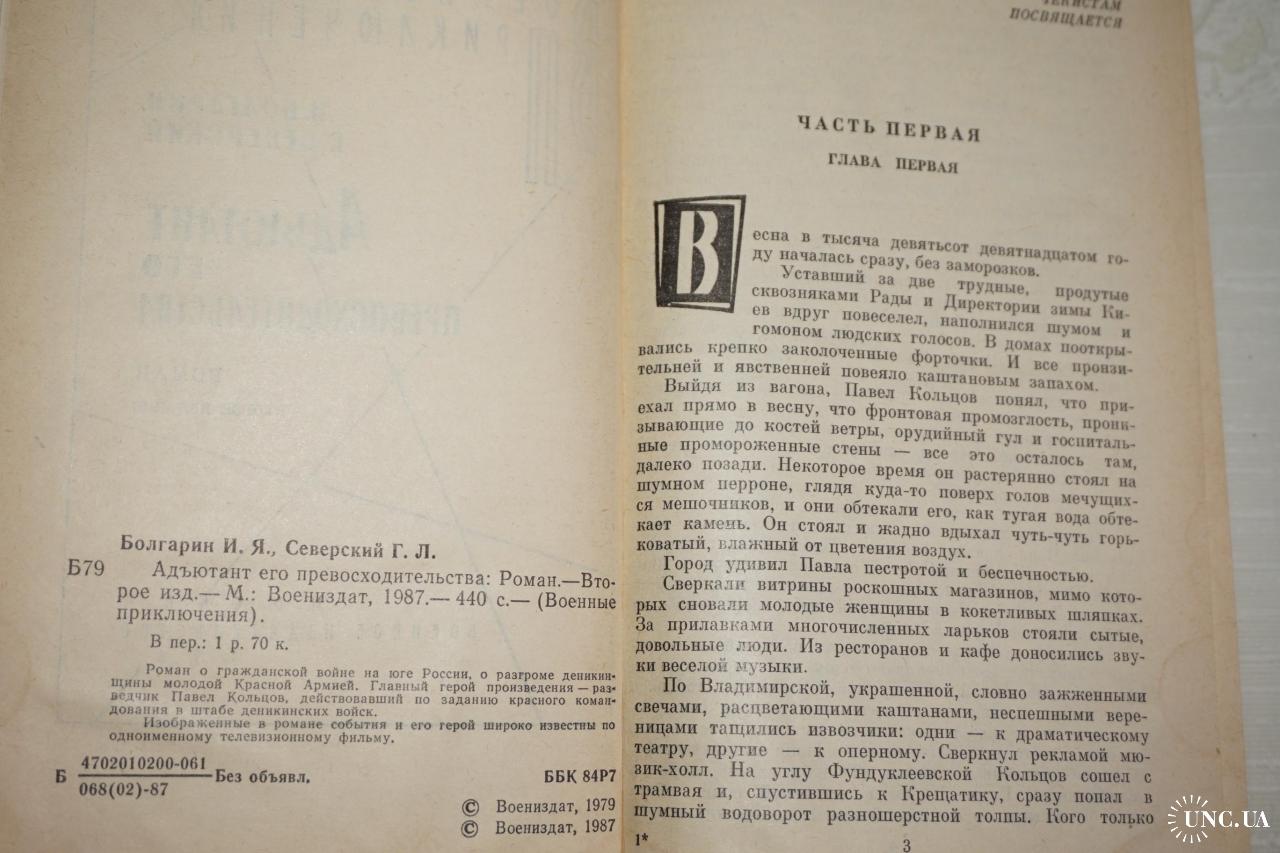 Болгарин И. Я., Северский Г. Л.
Б79
Адъютант его превосходительства: Роман.—Вто-
рое изд.— М.: Воениздат, 1987.— 440 с.— (Военные
приключения).
В пер.: 1 р. 70 к.
Роман о гражданской войне на юге России, о разгроме деникин-
щины молодой Красной Армией. Главный герой произведения — раз-
ведчик Павел Кольцов, действовавший по заданию красного коман-
дования в штабе деникинских войск.
Изображенные в романе события и его герой широко известны по
одноименному телевизионному фильму.
Б 4702010200-061 Без объявл.
068(02)-87
ББК 84Р7
© Воениздат, 1979
© Воениздат, 1987
ПОСВЯЩАЕТСЯ
ЧАСТЬ ПЕРВАЯ
ГЛАВА ПЕРВАЯ
Весна в тысяча девятьсот девятнадцатом го-
ду началась сразу, без заморозков.
Уставший за две трудные, продутые
сквозняками Рады и Директории зимы Ки-
ев вдруг повеселел, наполнился шумом и
гомоном людских голосов. В домах пооткры-
вались крепко заколоченные форточки. И все пронзи-
тельней и явственней повеяло каштановым запахом.
Выйдя из вагона, Павел Кольцов понял, что при-
ехал прямо в весну, что фронтовая промозглость, прони-
зывающие до костей ветры, орудийный гул и госпиталь-
ные промороженные стены — все это осталось там,
далеко позади. Некоторое время он растерянно стоял на
шумном перроне, глядя куда-то поверх голов мечущих-
ся мешочников, и они обтекали его, как тугая вода обте-
кает камень. Он стоял и жадно вдыхал чуть-чуть горь-
коватый, влажный от цветения воздух.
Город удивил Павла пестротой и беспечностью.
Сверкали витрины роскошных магазинов, мимо кото-
рых сновали молодые женщины в кокетливых шляпках.
За прилавками многочисленных ларьков стояли сытые,
довольные люди. Из ресторанов и кафе доносились зву-
ки веселой музыки.
По Владимирской, украшенной, словно зажженными
свечами, расцветающими каштанами, неспешными вере-
ницами тащились извозчики: одни — к драматическому
театру, другие — к оперному. Сверкнул рекламой мю-
зик-холл. На углу Фундуклеевской Кольцов сошел с
трамвая и, спустившись к Крещатику, сразу попал в
шумный водоворот разношерстной толпы. Кого только
1*
3
UNC.UA